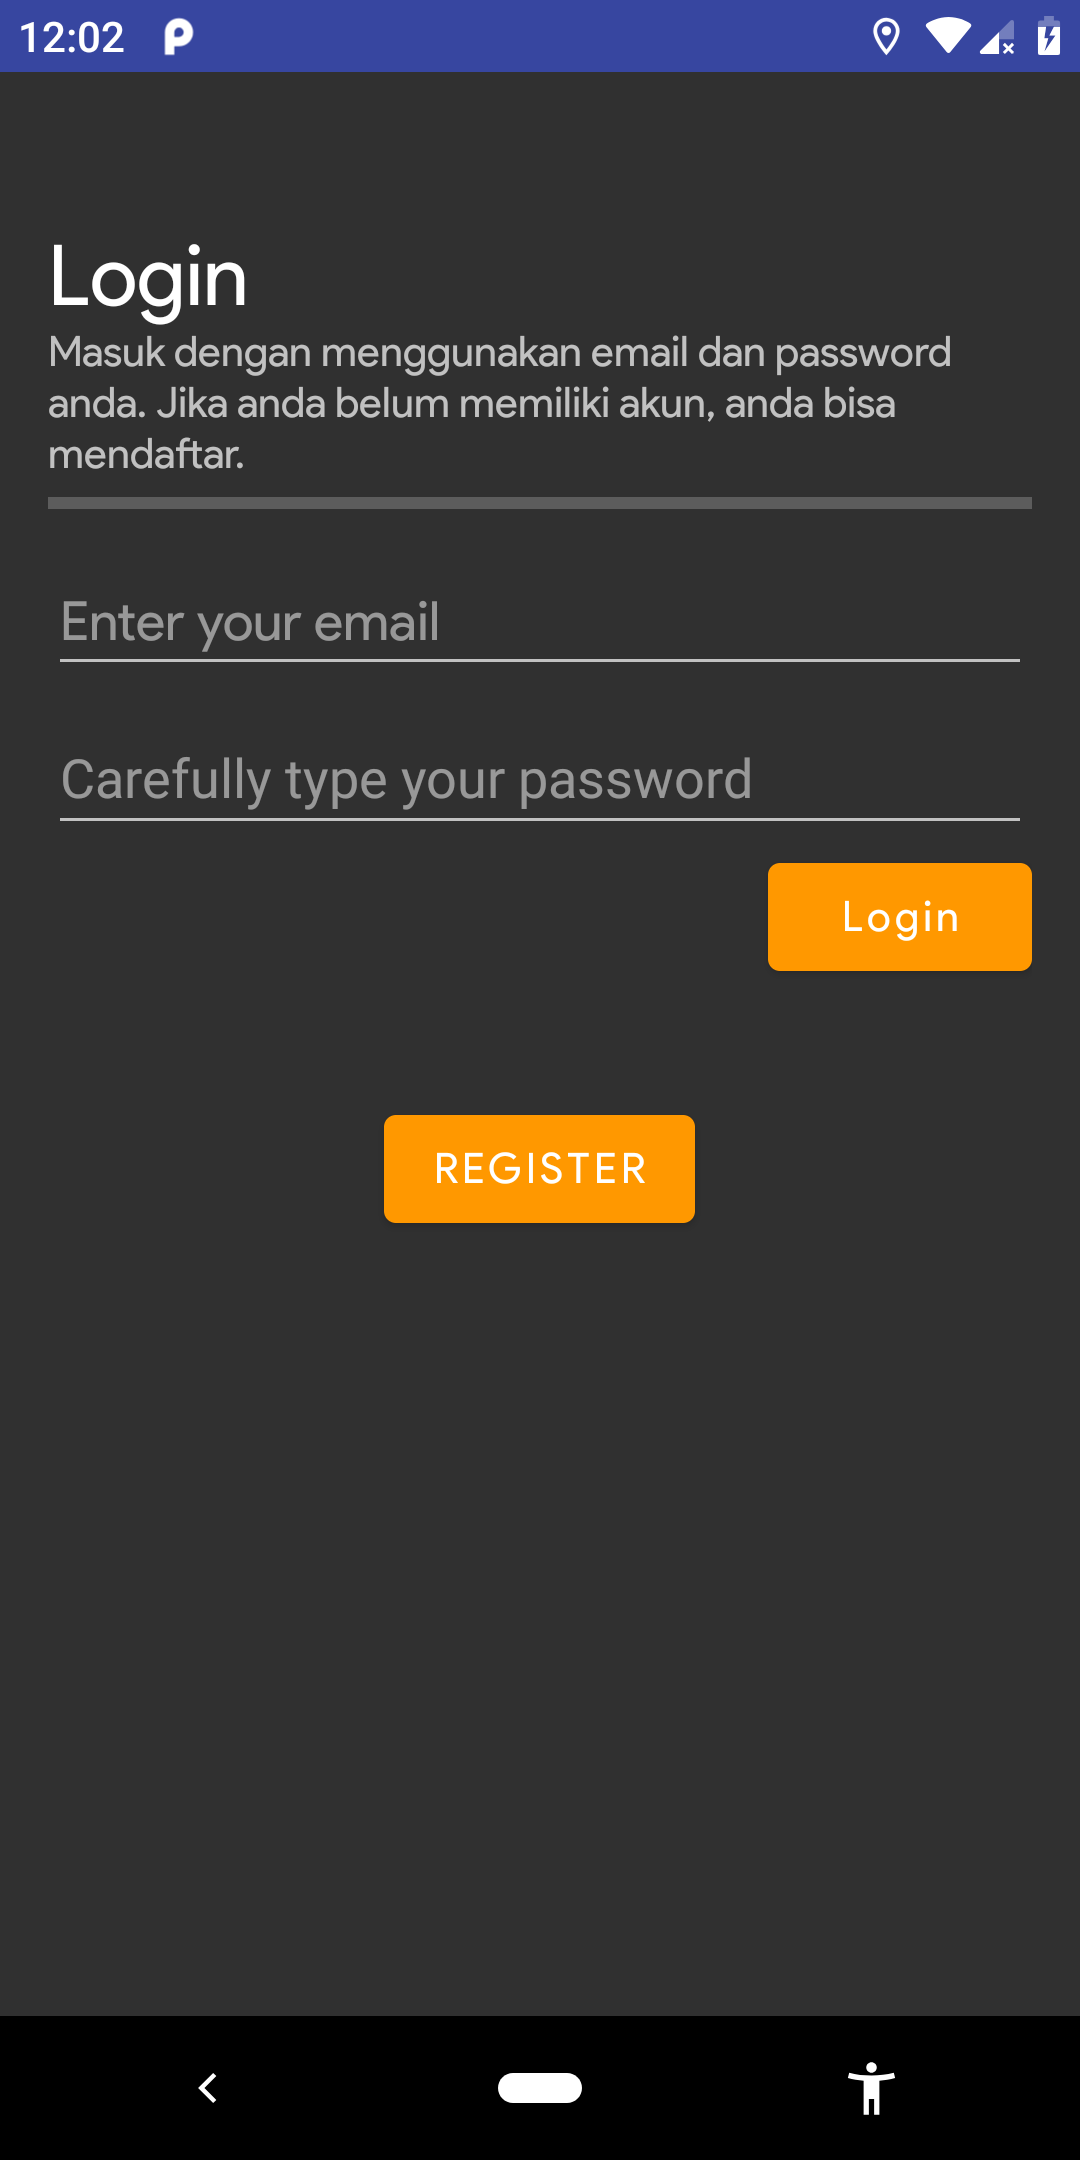 12:02
Login
Masuk dengan menggunakan email dan password
anda. Jika anda belum memiliki akun, anda bisa
mendaftar.
Enter your email
Carefully type your password
Login
REGISTER